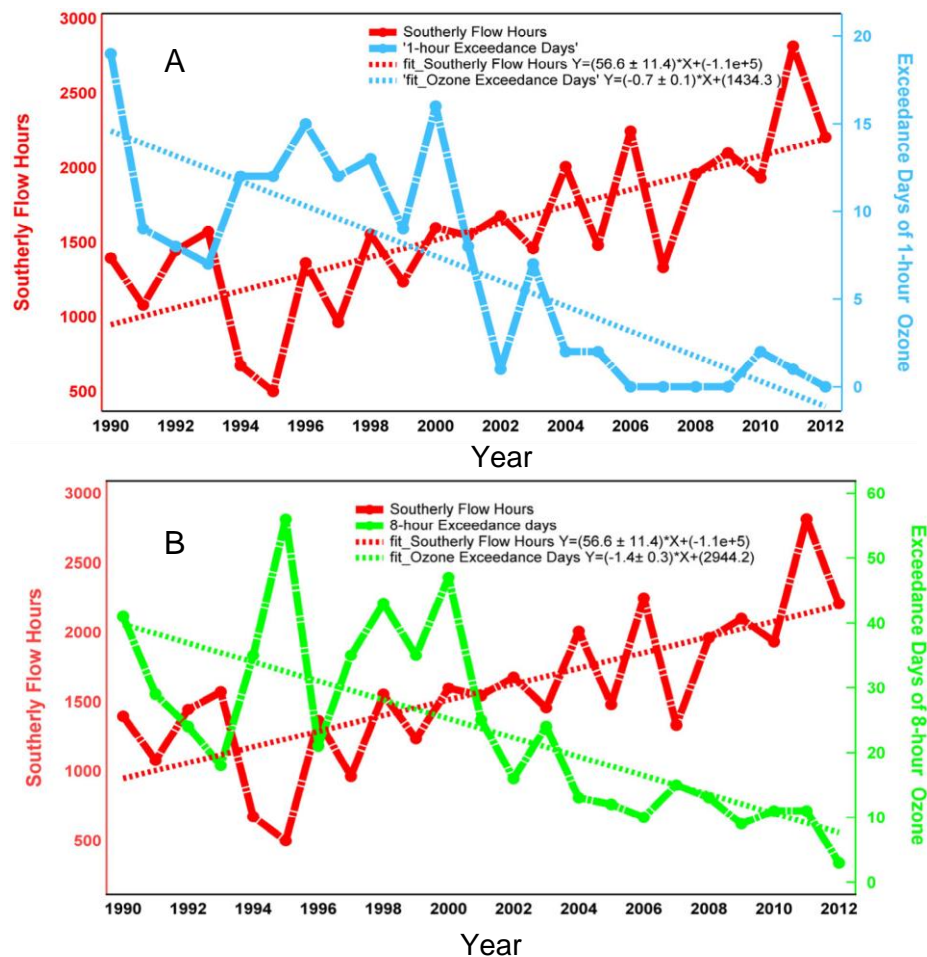 A
Southerly Flow Hours
'1-hour Exceedance Days'
fit_Southerly Flow Hours Y=(56.6 ± 11.4)*X+(-1.1e+5)
'fit_Ozone Exceedance Days' Y=(-0.7 ± 0.1)*X+(1434.3 )
3000
2500
2000
1500
1000
500
Southerly Flow Hours
20
15
10
5
0
Exceedance Days of 1-hour Ozone
1990 1992 1994 1996 1998 2000 2002 2004 2006 2008 2010 2012
Year
B
Southerly Flow Hours
8-hour Exceedance days
fit_Southerly Flow Hours Y=(56.6 ± 11.4)*X+(-1.1e+5)
fit_Ozone Exceedance Days Y=(-1.4± 0.3)*X+(2944.2)
3000
2500
2000
1500
1000
500
Southerly Flow Hours
60
50
40
30
20
10
0
Exceedance Days of 8-hour Ozone
1990 1992 1994 1996 1998 2000 2002 2004 2006 2008 2010 2012
Year